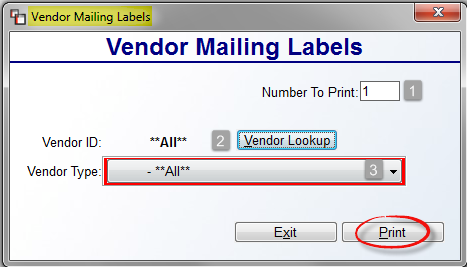 Vendor Mailing Labels
Vendor Mailing Labels
Number To Print: 1 1
Vendor ID: **All** 2 Vendor Lookup
Vendor Type: - **All** 3
Exit Print